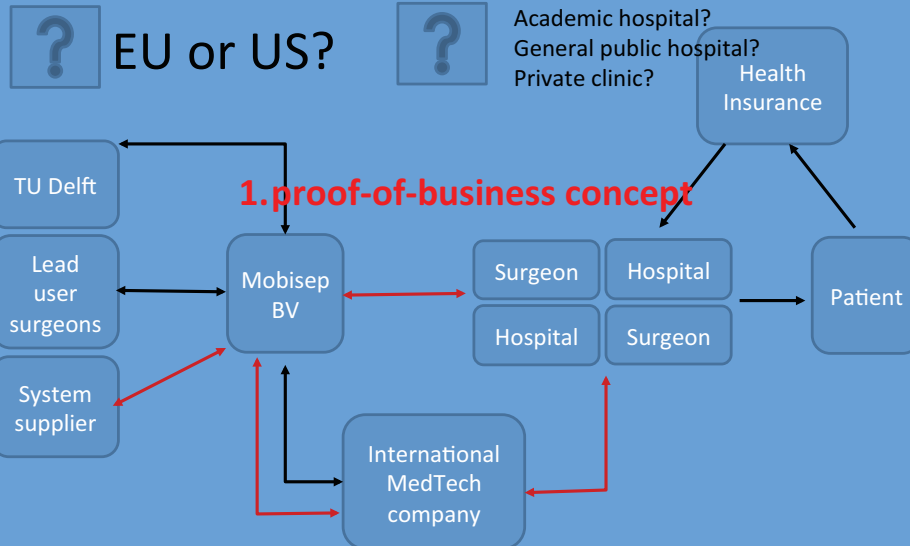 ?
EU or US?
?
Academic hospital?
General public hospital?
Private clinic?
Health
Insurance
TU Delft
1.proof-of-business concept
Lead
user
surgeons
Mobisep
BV
Surgeon
Hospital
Hospital
Surgeon
Patient
System
supplier
International
MedTech
company